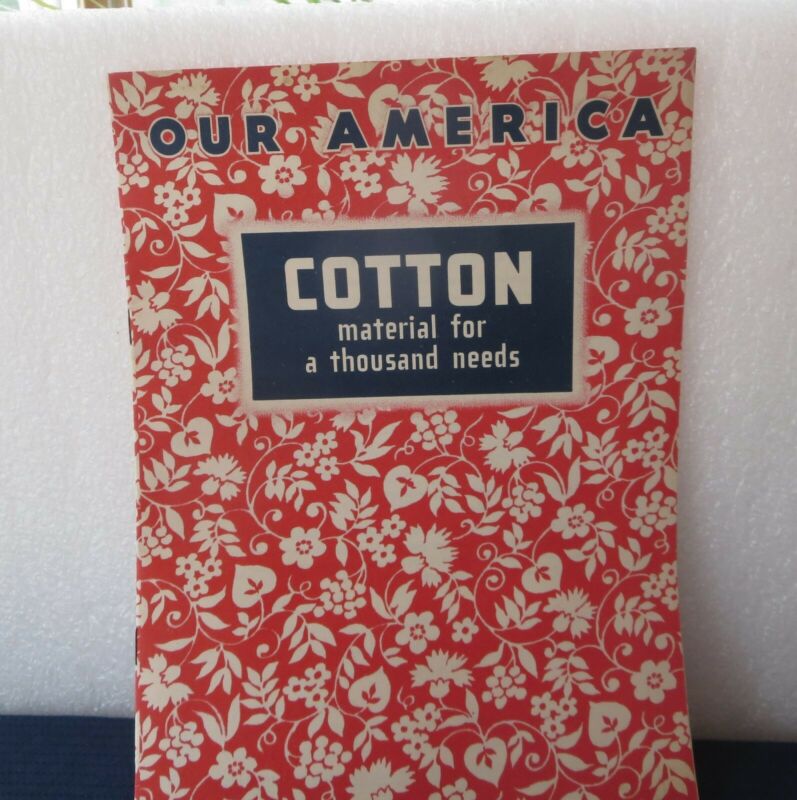 OUR AMERICA
COTTON
material for
a thousand needs